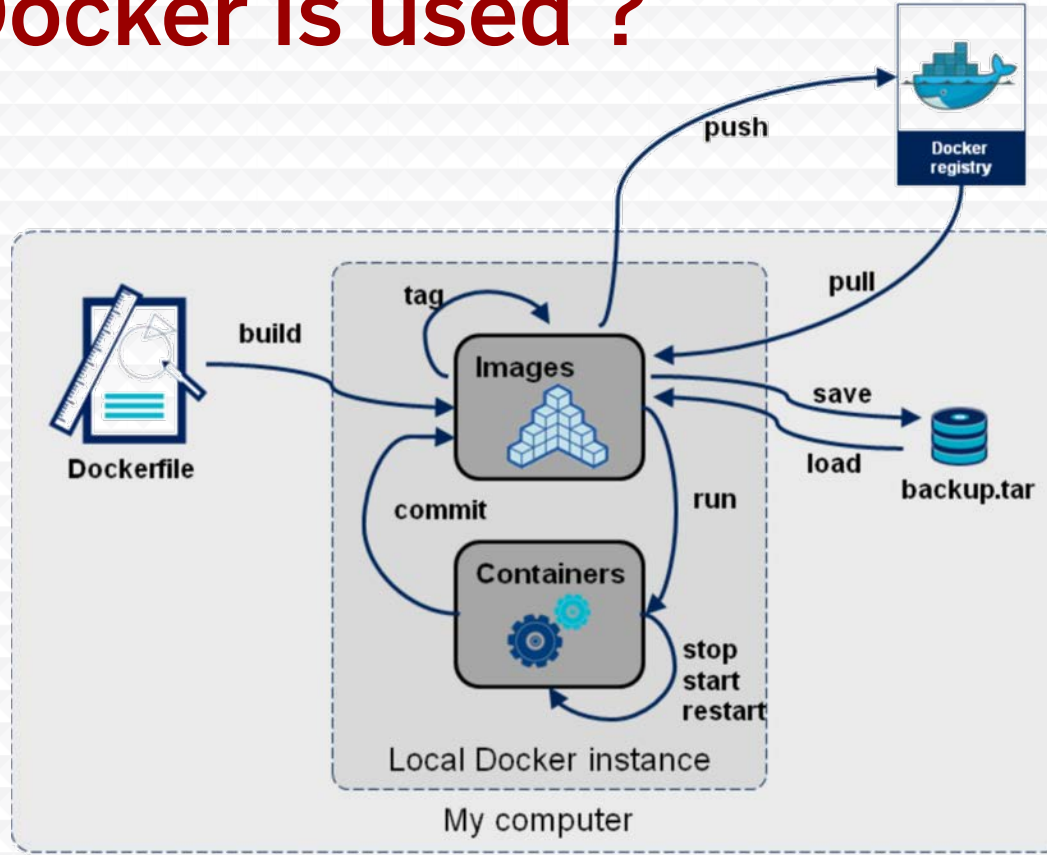 Docker is used ?
push
Docker
registry
pull
tag
build
Images
save
load
Dockerfile
backup.tar
commit
run
Containers
stop
start
restart
Local Docker instance
My computer